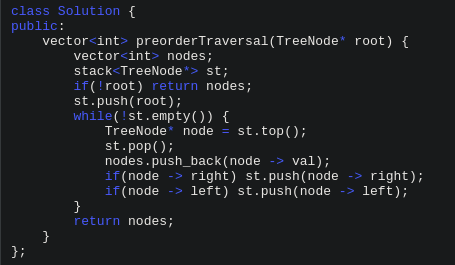 class Solution {
public:
    vector<int> preorderTraversal(TreeNode* root) {
        vector<int> nodes;
        stack<TreeNode*> st;
        if(!root) return nodes;
        st.push(root);
        while(!st.empty()) {
            TreeNode* node = st.top();
            st.pop();
            nodes.push_back(node -> val);
            if(node -> right) st.push(node -> right);
            if(node -> left) st.push(node -> left);
        }
        return nodes;
    }
};